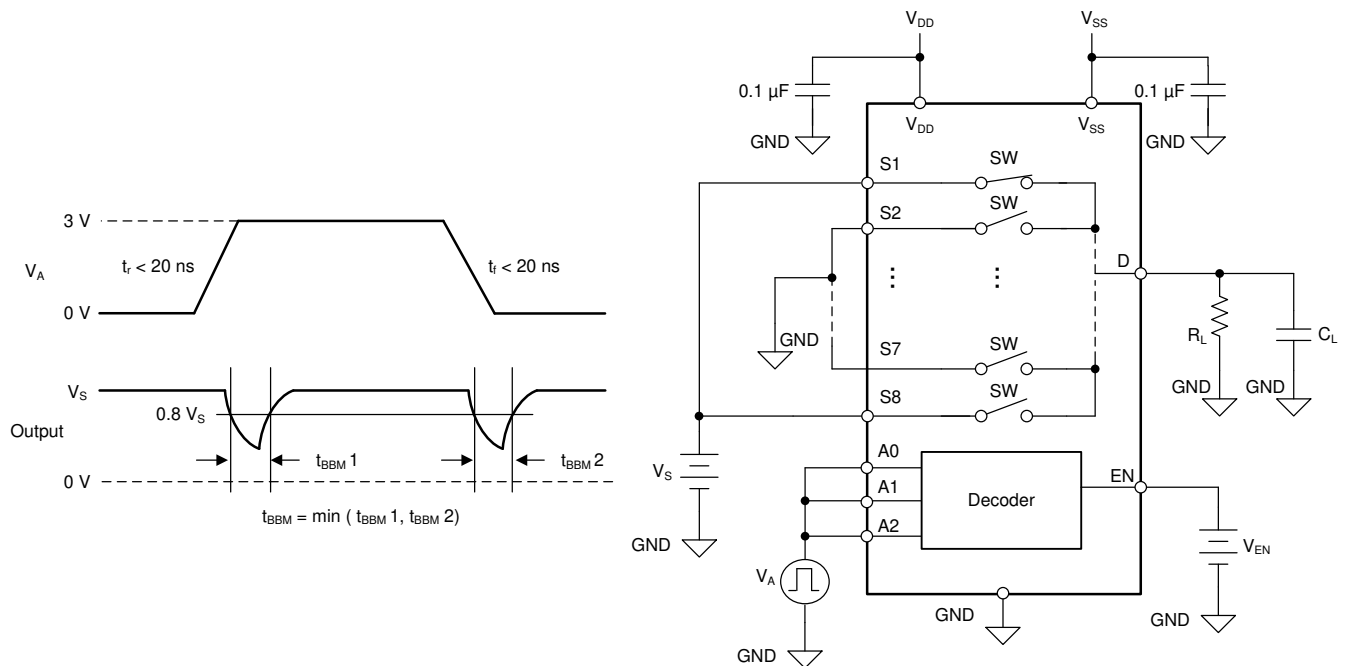 3 V
V_A
t_r < 20 ns
t_f < 20 ns
0 V
V_S
0.8 V_S
Output
t_BBM 1
t_BBM 2
0 V
t_BBM = min ( t_BBM 1, t_BBM 2)
V_DD
V_SS
0.1 µF
0.1 µF
V_DD
V_SS
GND
GND
S1
SW
S2
SW
...
...
D
GND
R_L
C_L
S7
SW
GND
GND
S8
SW
V_S
A0
A1
A2
Decoder
EN
GND
V_A
V_EN
GND
GND
GND